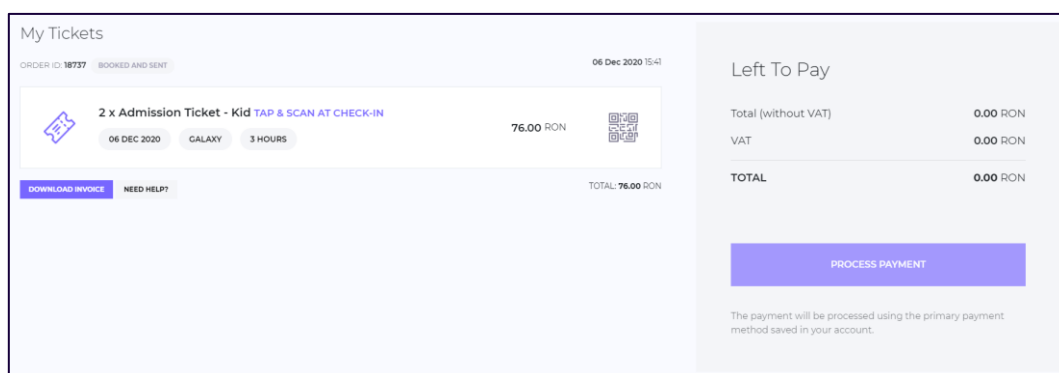 My Tickets
ORDER ID: 18737 BOOKED AND SENT 06 Dec 2020 15:41
2 x Admission Ticket - Kid TAP & SCAN AT CHECK-IN
76.00 RON
06 DEC 2020 GALAXY 3 HOURS
DOWNLOAD INVOICE NEED HELP? TOTAL: 76.00 RON
Left To Pay
Total (without VAT) 0.00 RON
VAT 0.00 RON
TOTAL 0.00 RON
PROCESS PAYMENT
The payment will be processed using the primary payment
method saved in your account.